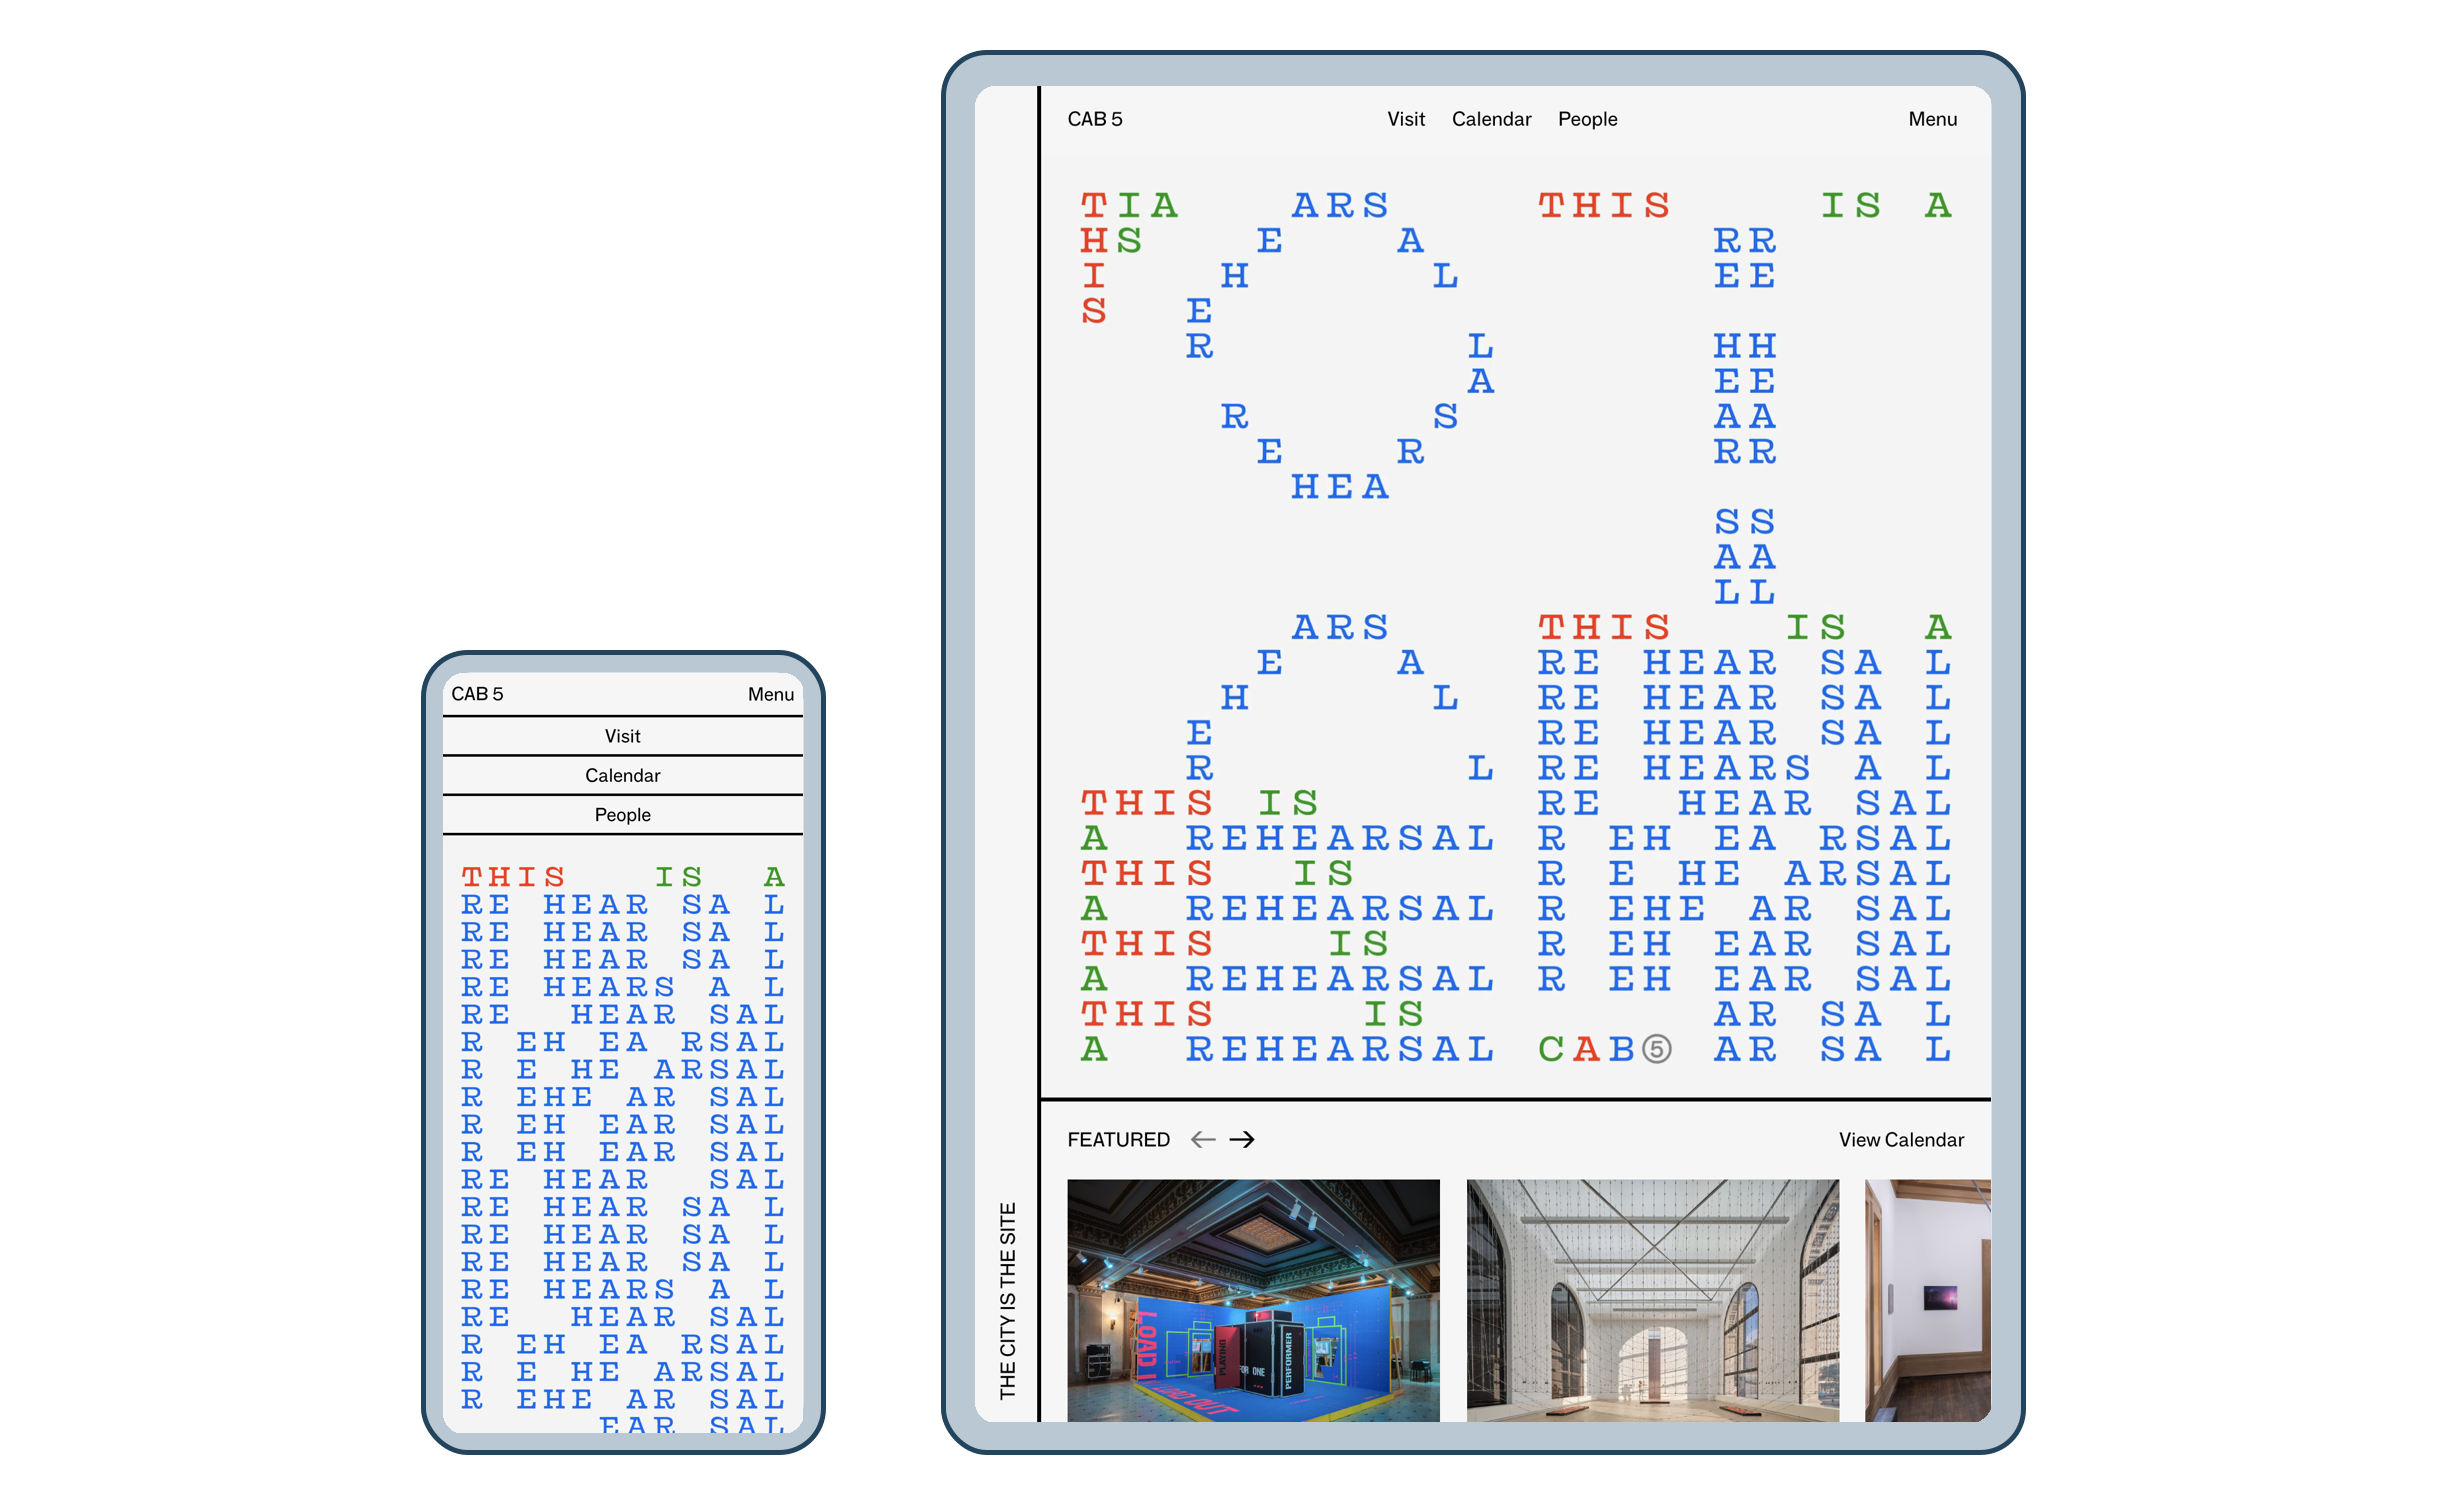 CAB 5 Menu
Visit
Calendar
People
THIS IS A
RE HEAR SA L
RE HEAR SA L
RE HEAR SA L
RE HEARS A L
RE HEAR SAL
R EH EA RSAL
R E HE ARSAL
R EHE AR SAL
R EH EAR SAL
R EH EAR SAL
RE HEAR SAL
RE HEAR SA L
RE HEAR SA L
RE HEAR SA L
RE HEARS A L
RE HEAR SAL
R EH EA RSAL
R E HE ARSAL
R EHE AR SAL
EAR SAL
CAB 5 Visit Calendar People Menu
TIA ARS THIS IS A
HS E A RR
I H L EE
S E
R L HH
A EE
R S AA
E R RR
HEA
SS
AA
LL
ARS THIS IS A
E A RE HEAR SA L
H L RE HEAR SA L
E RE HEAR SA L
R L RE HEARS A L
THIS IS RE HEAR SAL
A REHEARSAL R EH EA RSAL
THIS IS R E HE ARSAL
A REHEARSAL R EHE AR SAL
THIS IS R EH EAR SAL
A REHEARSAL R EH EAR SAL
THIS IS AR SA L
A REHEARSAL CAB⑤ AR SA L
THE CITY IS THE SITE
FEATURED ← → View Calendar
LOAD I
LOAD OUT
PLAYING
FOR ONE
PERFORMER